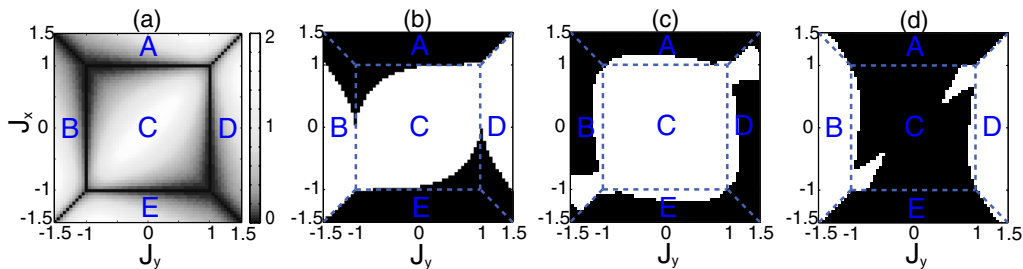 (a) (b) (c) (d)
1.5 2 1.5 1.5 1.5
A A A A
1 1 1 1
1
J_x 0 B C D B C D B C D B C D
0 0 0
-1 -1 -1 -1
E E E E
-1.5 0 -1.5 -1.5 -1.5
-1.5 -1 0 1 1.5 -1.5 -1 0 1 1.5 -1.5 -1 0 1 1.5 -1.5 -1 0 1 1.5
J_y J_y J_y J_y